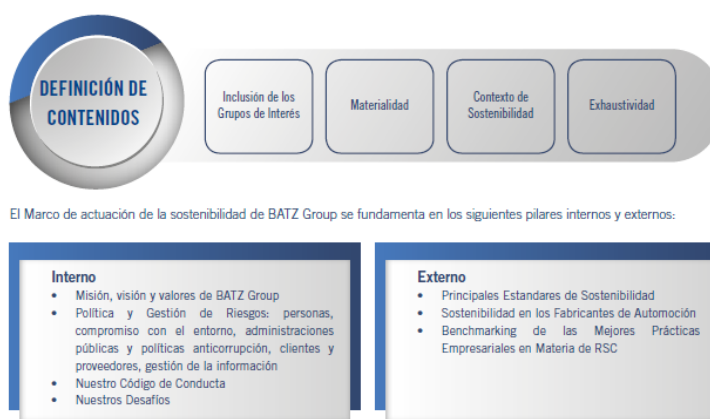 DEFINICIÓN DE
CONTENIDOS
Inclusión de los
Grupos de Interés
Materialidad
Contexto de
Sostenibilidad
Exhaustividad
El Marco de actuación de la sostenibilidad de BATZ Group se fundamenta en los siguientes pilares internos y externos:
Interno
• Misión, visión y valores de BATZ Group
• Política y Gestión de Riesgos: personas,
compromiso con el entorno, administraciones
públicas y políticas anticorrupción, clientes y
proveedores, gestión de la información
• Nuestro Código de Conducta
• Nuestros Desafíos
Externo
• Principales Estandares de Sostenibilidad
• Sostenibilidad en los Fabricantes de Automoción
• Benchmarking de las Mejores Prácticas
Empresariales en Materia de RSC